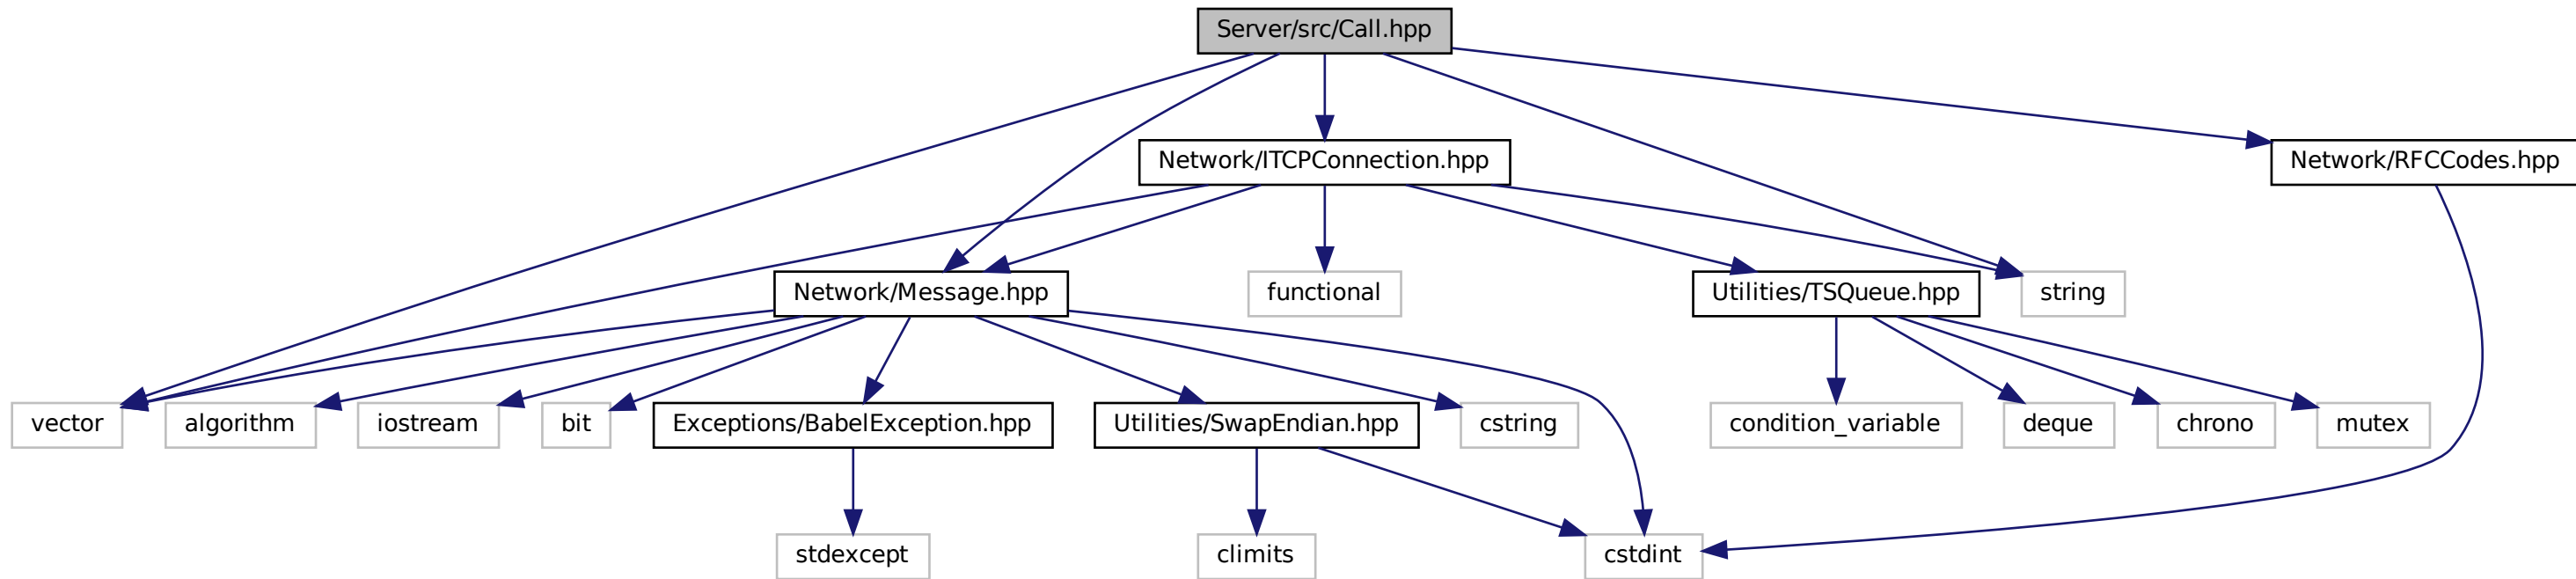 Server/src/Call.hpp
Network/ITCPConnection.hpp
Network/RFCCodes.hpp
Network/Message.hpp
functional
Utilities/TSQueue.hpp
string
vector
algorithm
iostream
bit
Exceptions/BabelException.hpp
Utilities/SwapEndian.hpp
cstring
condition_variable
deque
chrono
mutex
stdexcept
climits
cstdint